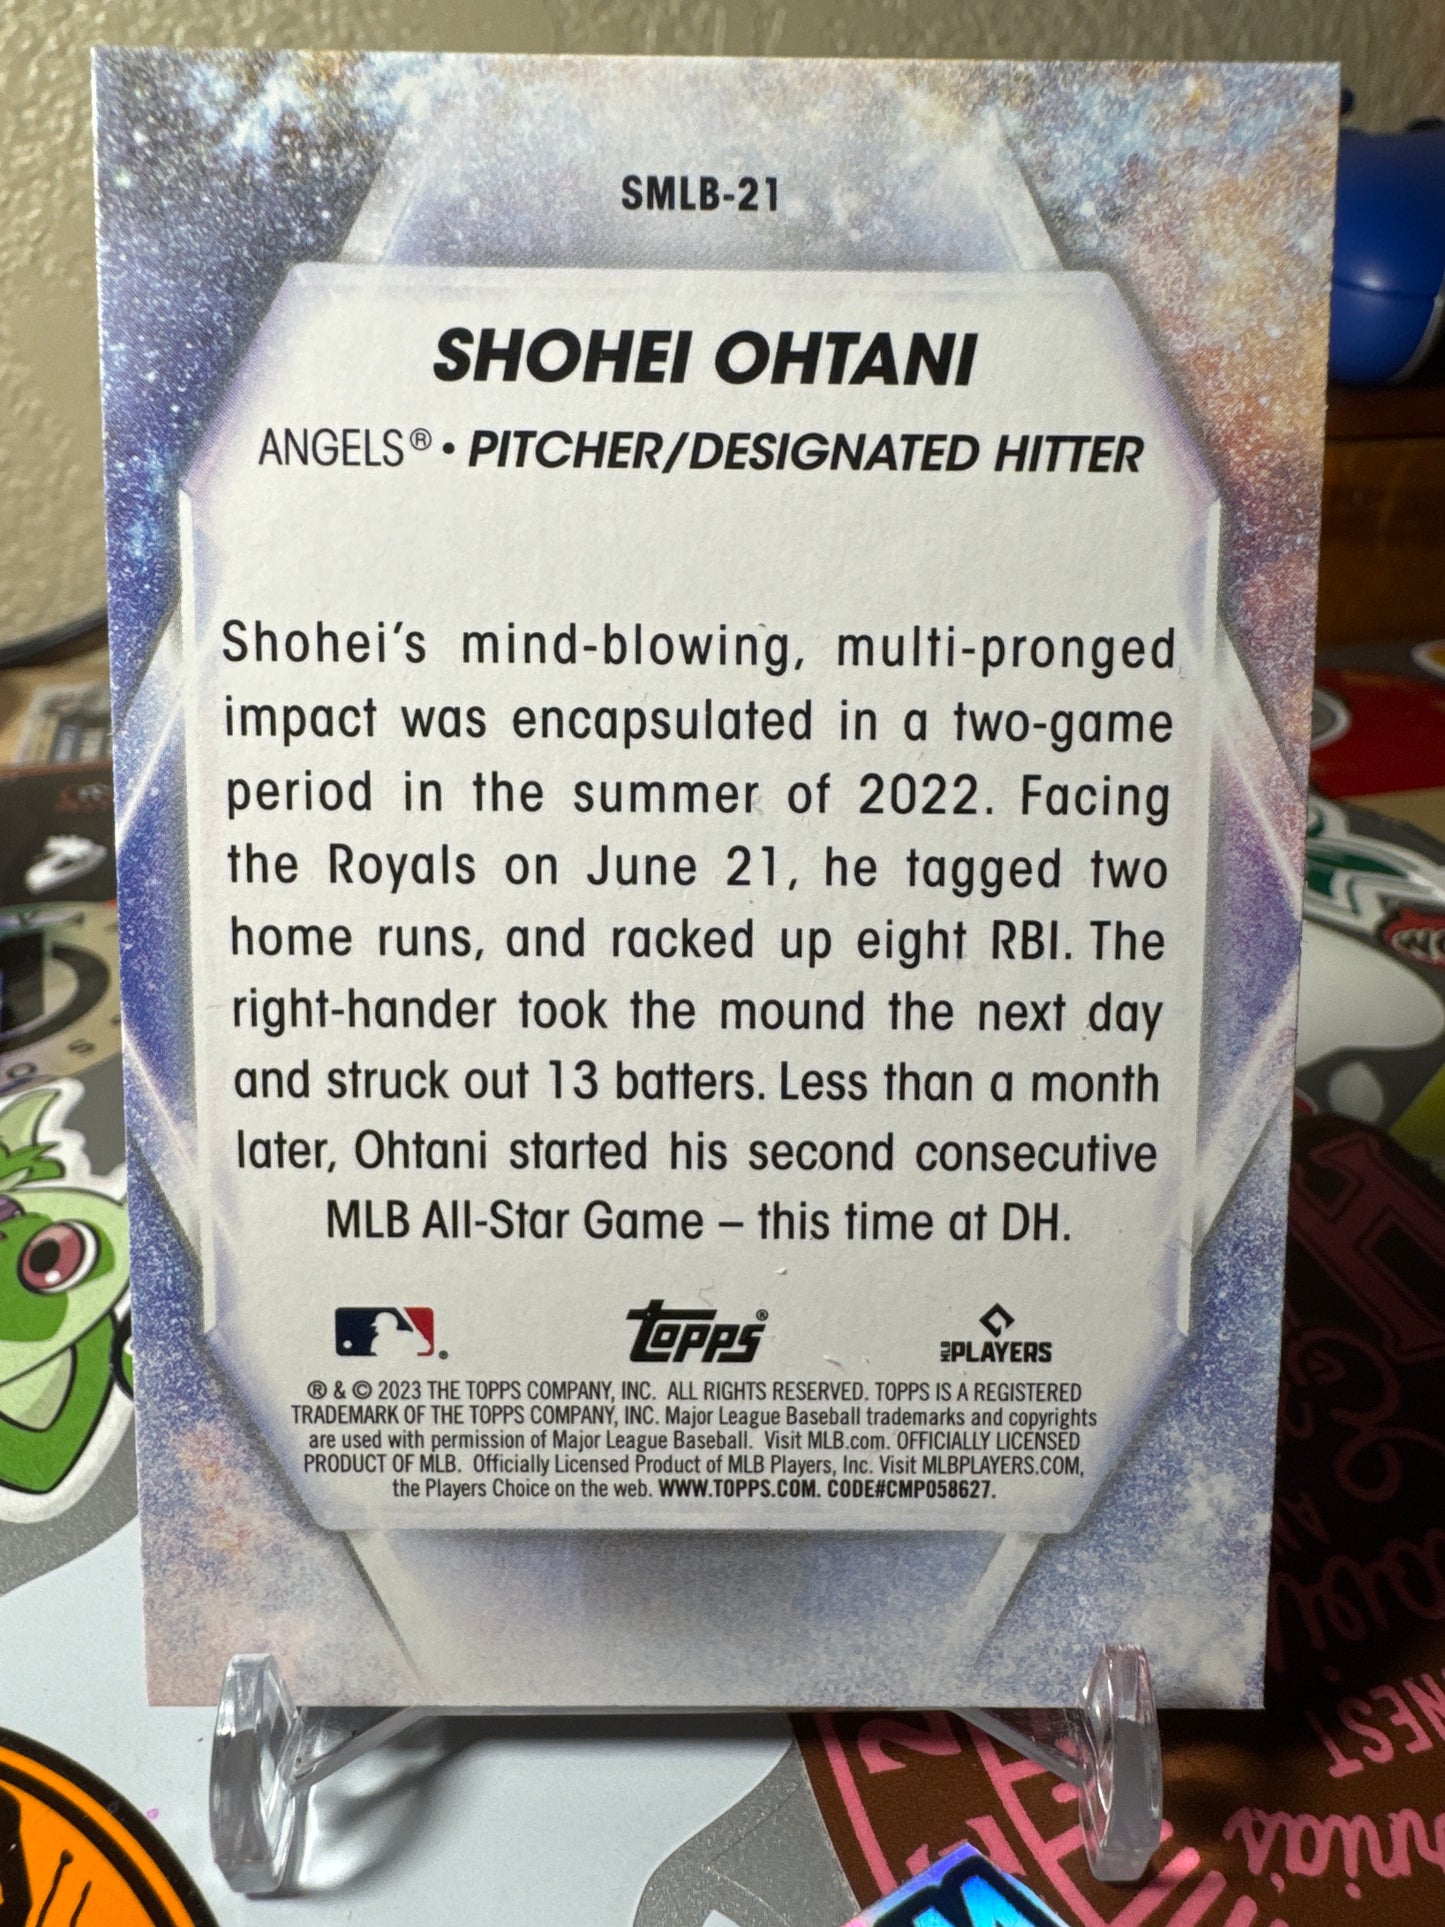 SMLB-21
SHOHEI OHTANI
ANGELS® • PITCHER/DESIGNATED HITTER
Shohei’s mind-blowing, multi-pronged
impact was encapsulated in a two-game
period in the summer of 2022. Facing
the Royals on June 21, he tagged two
home runs, and racked up eight RBI. The
right-hander took the mound the next day
and struck out 13 batters. Less than a month
later, Ohtani started his second consecutive
MLB All-Star Game – this time at DH.
topps®
MLB PLAYERS
® & © 2023 THE TOPPS COMPANY, INC. ALL RIGHTS RESERVED. TOPPS IS A REGISTERED
TRADEMARK OF THE TOPPS COMPANY, INC. Major League Baseball trademarks and copyrights
are used with permission of Major League Baseball. Visit MLB.com. OFFICIALLY LICENSED
PRODUCT OF MLB. Officially Licensed Product of MLB Players, Inc. Visit MLBPLAYERS.COM,
the Players Choice on the web. WWW.TOPPS.COM. CODE#CMP058627.